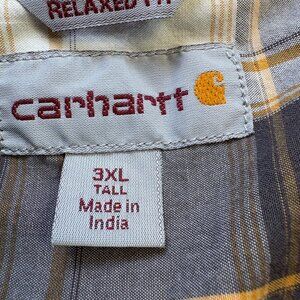 RELAXED FIT
carhartt
3XL
TALL
Made in
India